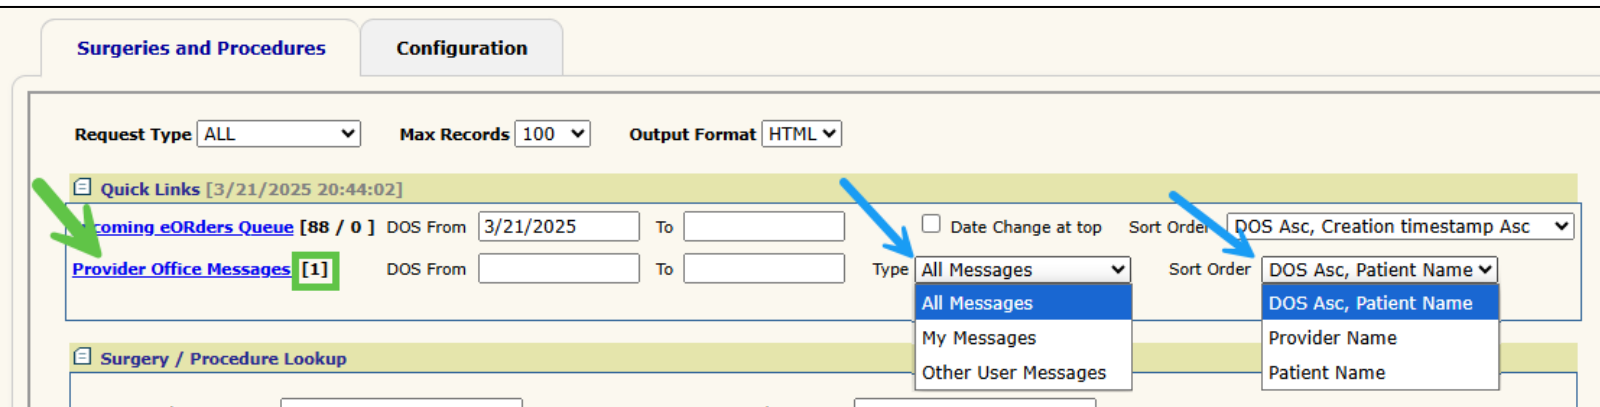 Surgeries and Procedures Configuration
Request Type ALL Max Records 100 Output Format HTML
Quick Links [3/21/2025 20:44:02]
coming eORders Queue [88 / 0 ] DOS From 3/21/2025 To Date Change at top Sort Order DOS Asc, Creation timestamp Asc
Provider Office Messages [1] DOS From To Type All Messages Sort Order DOS Asc, Patient Name
All Messages DOS Asc, Patient Name
My Messages Provider Name
Other User Messages Patient Name
Surgery / Procedure Lookup